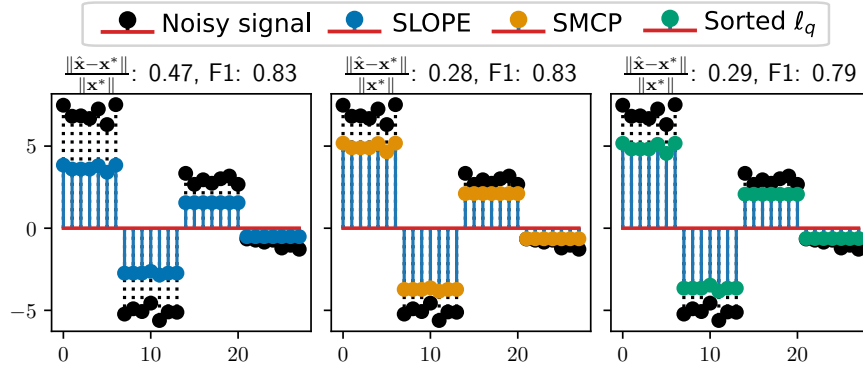 Noisy signal SLOPE SMCP Sorted ℓ_q
‖x̂−x*‖/‖x*‖: 0.47, F1: 0.83
‖x̂−x*‖/‖x*‖: 0.28, F1: 0.83
‖x̂−x*‖/‖x*‖: 0.29, F1: 0.79
5
0
−5
0 10 20
0 10 20
0 10 20